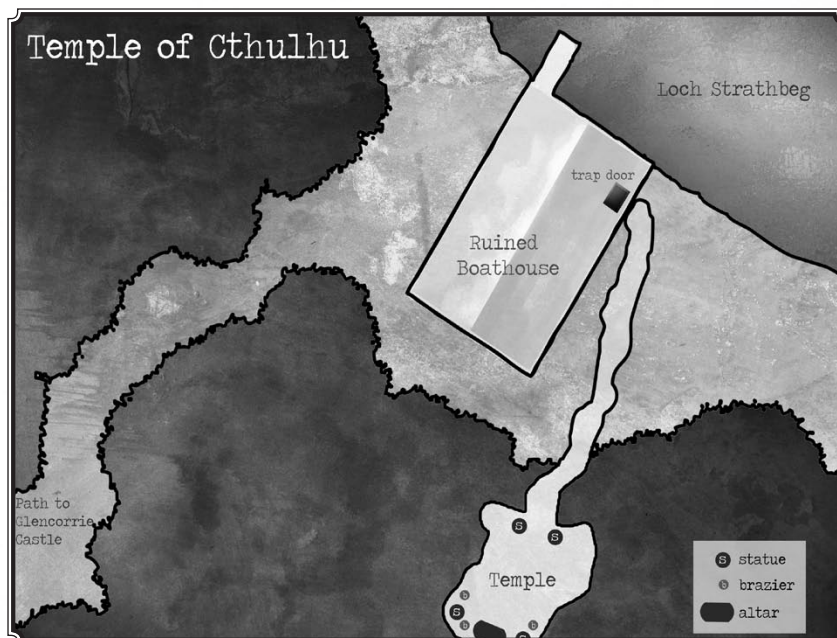 Temple of Cthulhu
Loch Strathbeg
trap door
Ruined
Boathouse
Path to
Glencorrie
Castle
S
S
Temple
b
S
b
b
S
S statue
b brazier
altar